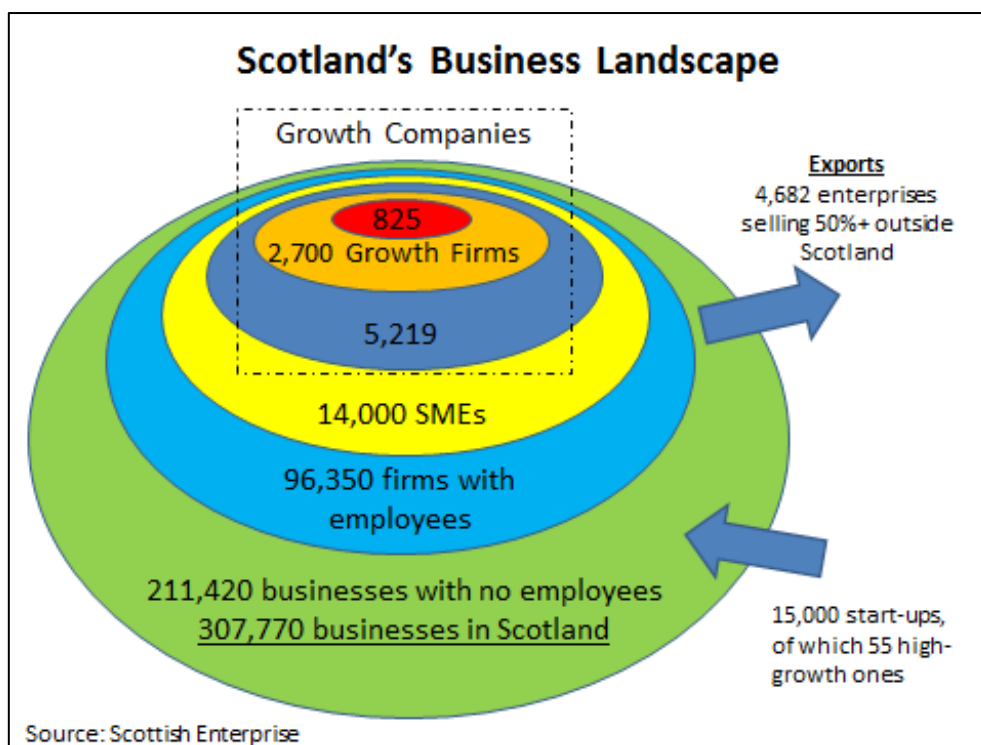 Scotland's Business Landscape
Growth Companies
825
2,700 Growth Firms
5,219
14,000 SMEs
96,350 firms with
employees
211,420 businesses with no employees
307,770 businesses in Scotland
Exports
4,682 enterprises
selling 50%+ outside
Scotland
15,000 start-ups,
of which 55 high-
growth ones
Source: Scottish Enterprise